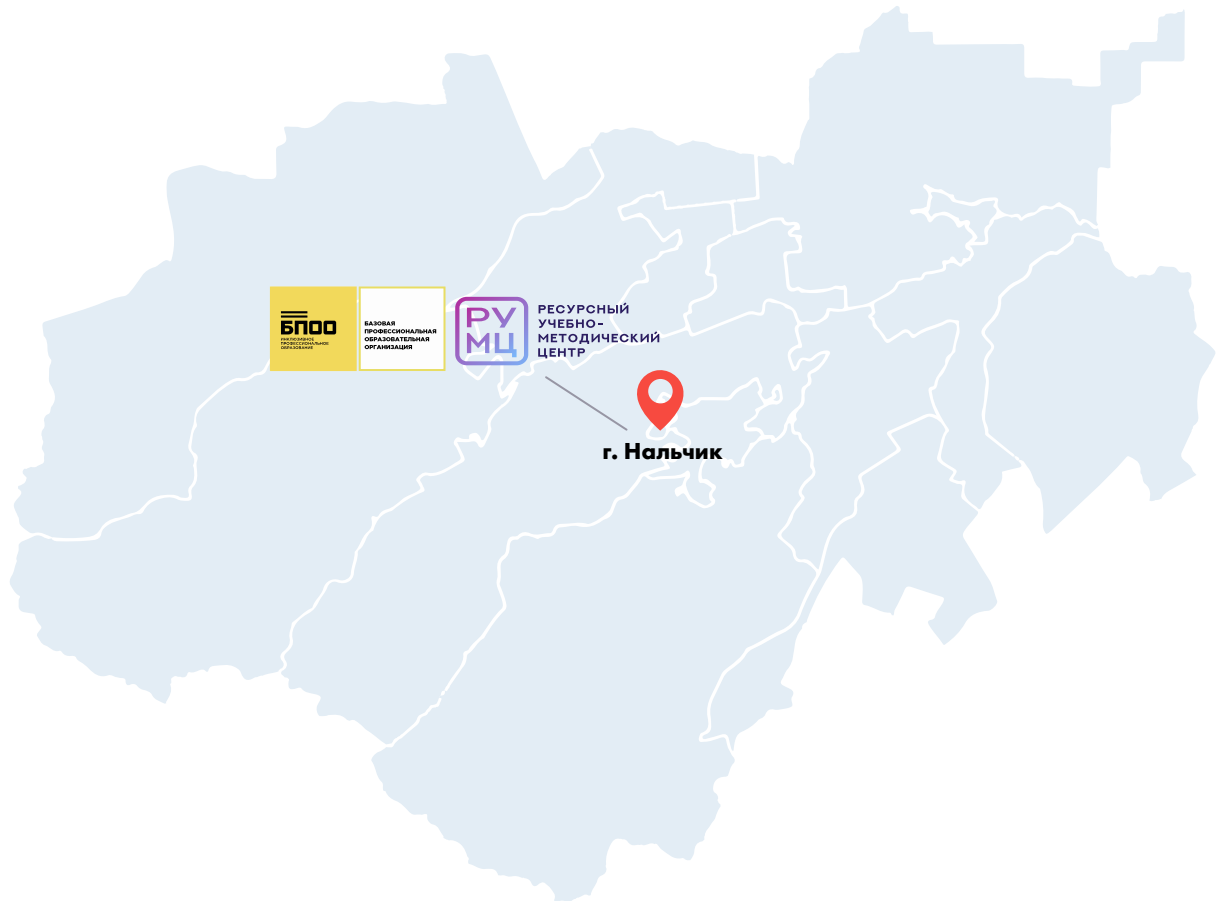 БПОО
ИНКЛЮЗИВНОЕ
ПРОФЕССИОНАЛЬНОЕ
ОБРАЗОВАНИЕ
БАЗОВАЯ
ПРОФЕССИОНАЛЬНАЯ
ОБРАЗОВАТЕЛЬНАЯ
ОРГАНИЗАЦИЯ
РУ
МЦ
РЕСУРСНЫЙ
УЧЕБНО-
МЕТОДИЧЕСКИЙ
ЦЕНТР
г. Нальчик